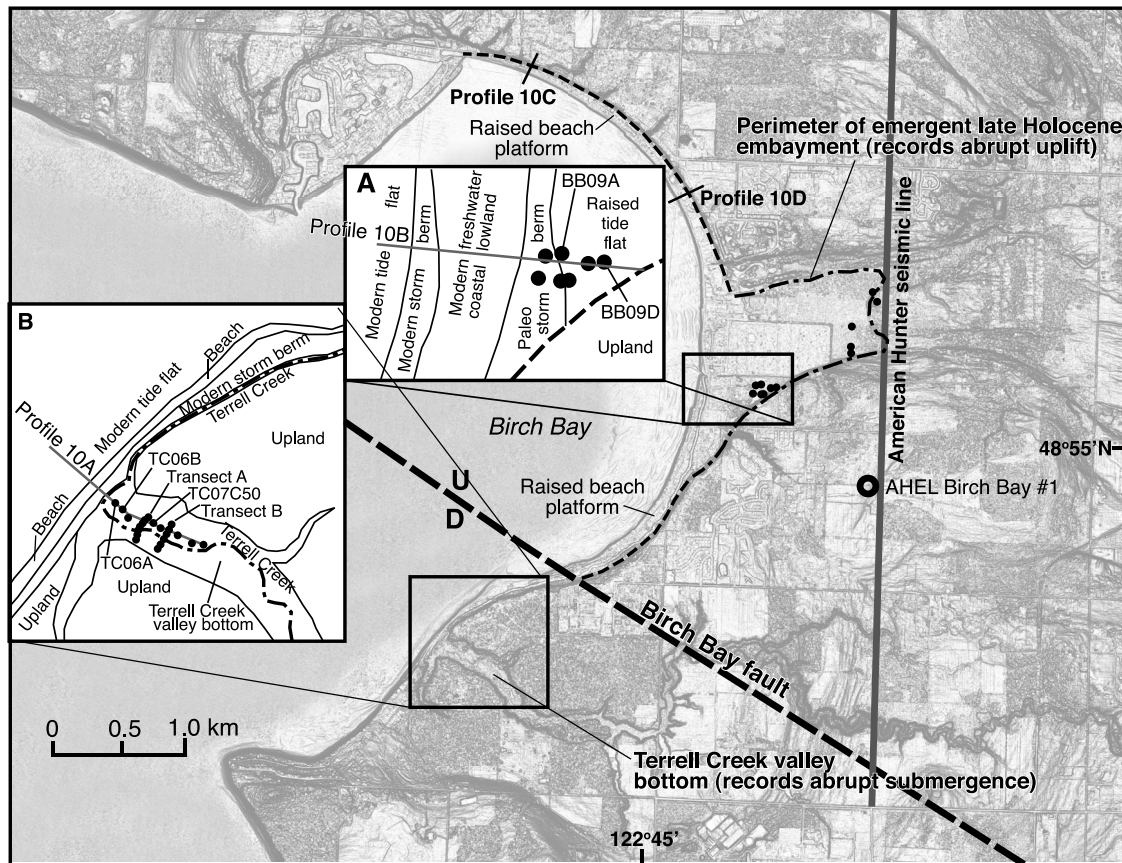 Profile 10C
Raised beach
platform
Perimeter of emergent late Holocene
embayment (records abrupt uplift)
Profile 10D
American Hunter seismic line
A
BB09A
Modern tide flat
Modern storm berm
Modern coastal
freshwater
lowland
Paleo storm berm
Raised
tide
flat
Profile 10B
BB09D
Upland
B
Beach
Modern tide flat
Modern storm berm
Terrell Creek
Upland
Profile 10A
TC06B
Transect A
TC07C50
Transect B
Beach
Terrell Creek
TC06A
Upland
Upland
Terrell Creek
valley bottom
Birch Bay
U
D
48º55’N
AHEL Birch Bay #1
Raised beach
platform
Birch Bay fault
0 0.5 1.0 km
Terrell Creek valley
bottom (records abrupt submergence)
122º45’